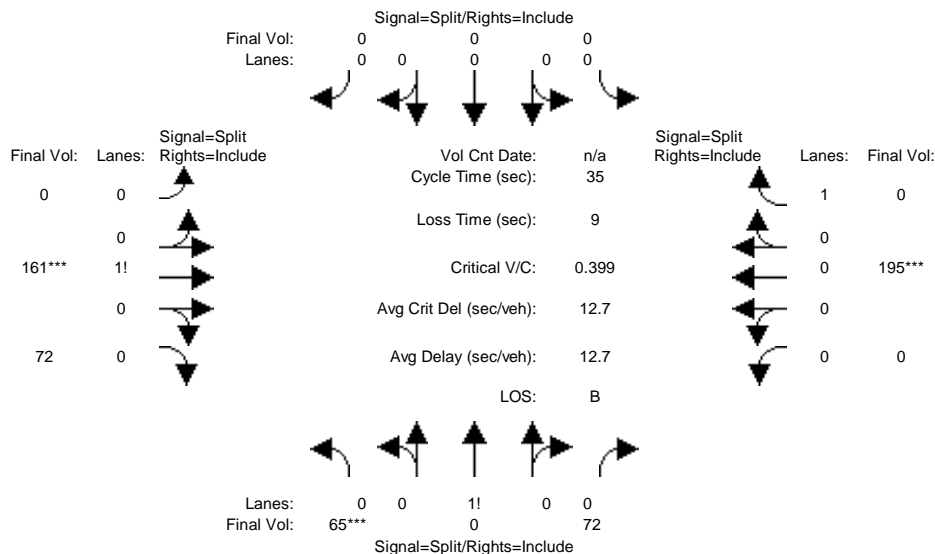 Signal=Split/Rights=Include
Final Vol: 0 0 0
Lanes: 0 0 0 0 0
Signal=Split
Final Vol: Lanes: Rights=Include
Vol Cnt Date: n/a
Signal=Split
Rights=Include Lanes: Final Vol:
Cycle Time (sec): 35
0 0
1 0
Loss Time (sec): 9
0
0
161*** 1!
Critical V/C: 0.399
0 195***
0
Avg Crit Del (sec/veh): 12.7
0
72 0
Avg Delay (sec/veh): 12.7
0 0
LOS: B
Lanes: 0 0 1! 0 0
Final Vol: 65*** 0 72
Signal=Split/Rights=Include